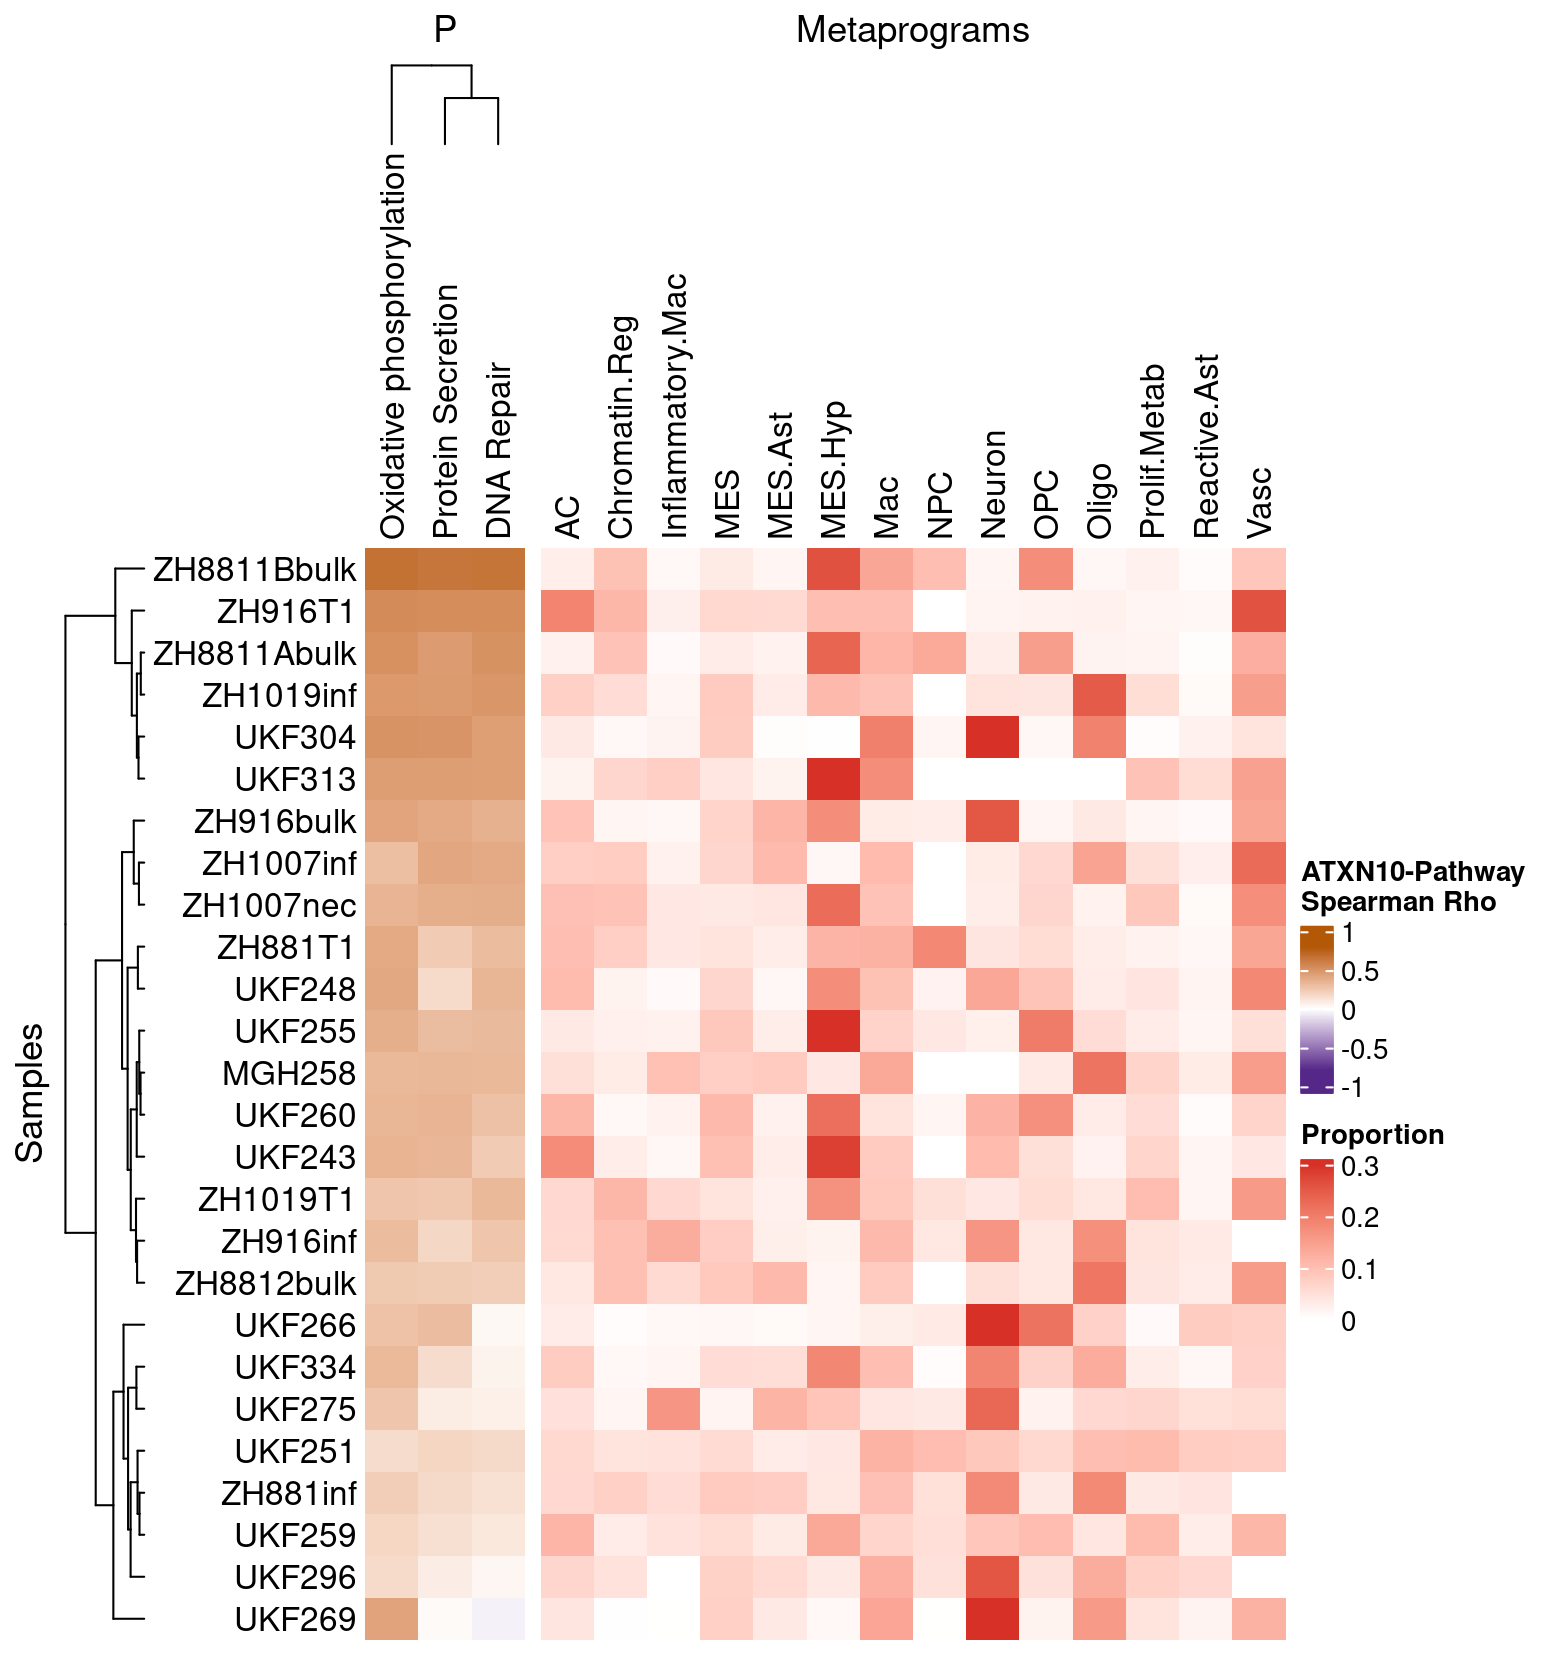 P
Metaprograms
Oxidative phosphorylation
Protein Secretion
DNA Repair
AC
Chromatin.Reg
Inflammatory.Mac
MES
MES.Ast
MES.Hyp
Mac
NPC
Neuron
OPC
Oligo
Prolif.Metab
Reactive.Ast
Vasc
Samples
ZH8811Bbulk
ZH916T1
ZH8811Abulk
ZH1019inf
UKF304
UKF313
ZH916bulk
ZH1007inf
ZH1007nec
ZH881T1
UKF248
UKF255
MGH258
UKF260
UKF243
ZH1019T1
ZH916inf
ZH8812bulk
UKF266
UKF334
UKF275
UKF251
ZH881inf
UKF259
UKF296
UKF269
ATXN10-Pathway
Spearman Rho
1
0.5
0
-0.5
-1
Proportion
0.3
0.2
0.1
0